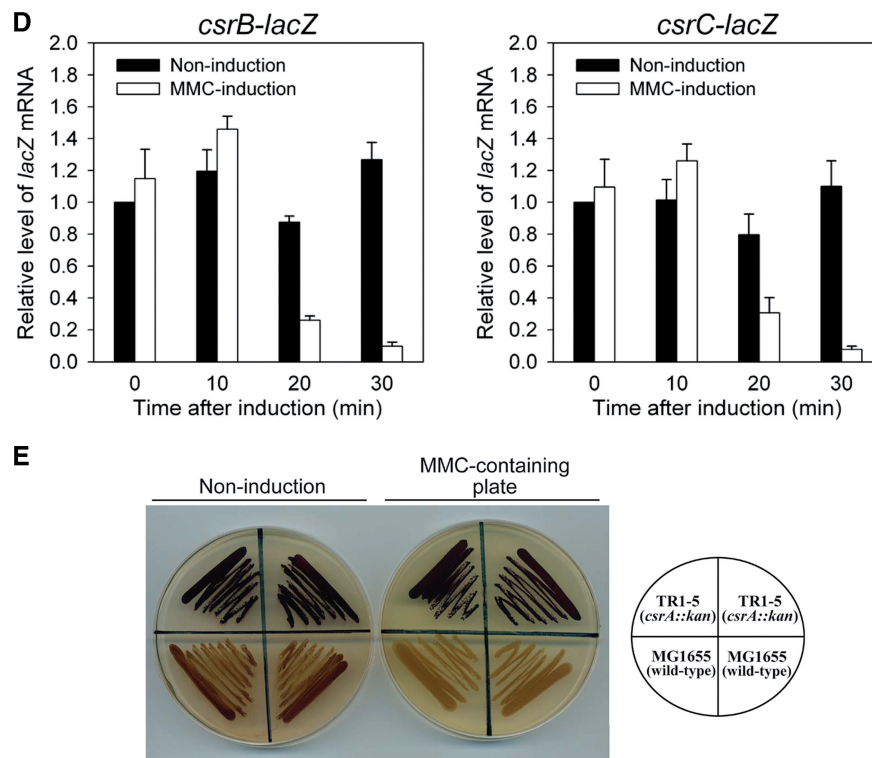 D
csrB-lacZ
Relative level of lacZ mRNA
2.0
1.8
1.6
1.4
1.2
1.0
0.8
0.6
0.4
0.2
0.0
Non-induction
MMC-induction
0 10 20 30
Time after induction (min)
csrC-lacZ
Relative level of lacZ mRNA
2.0
1.8
1.6
1.4
1.2
1.0
0.8
0.6
0.4
0.2
0.0
Non-induction
MMC-induction
0 10 20 30
Time after induction (min)
E
Non-induction
MMC-containing
plate
TR1-5
(csrA::kan)
TR1-5
(csrA::kan)
MG1655
(wild-type)
MG1655
(wild-type)